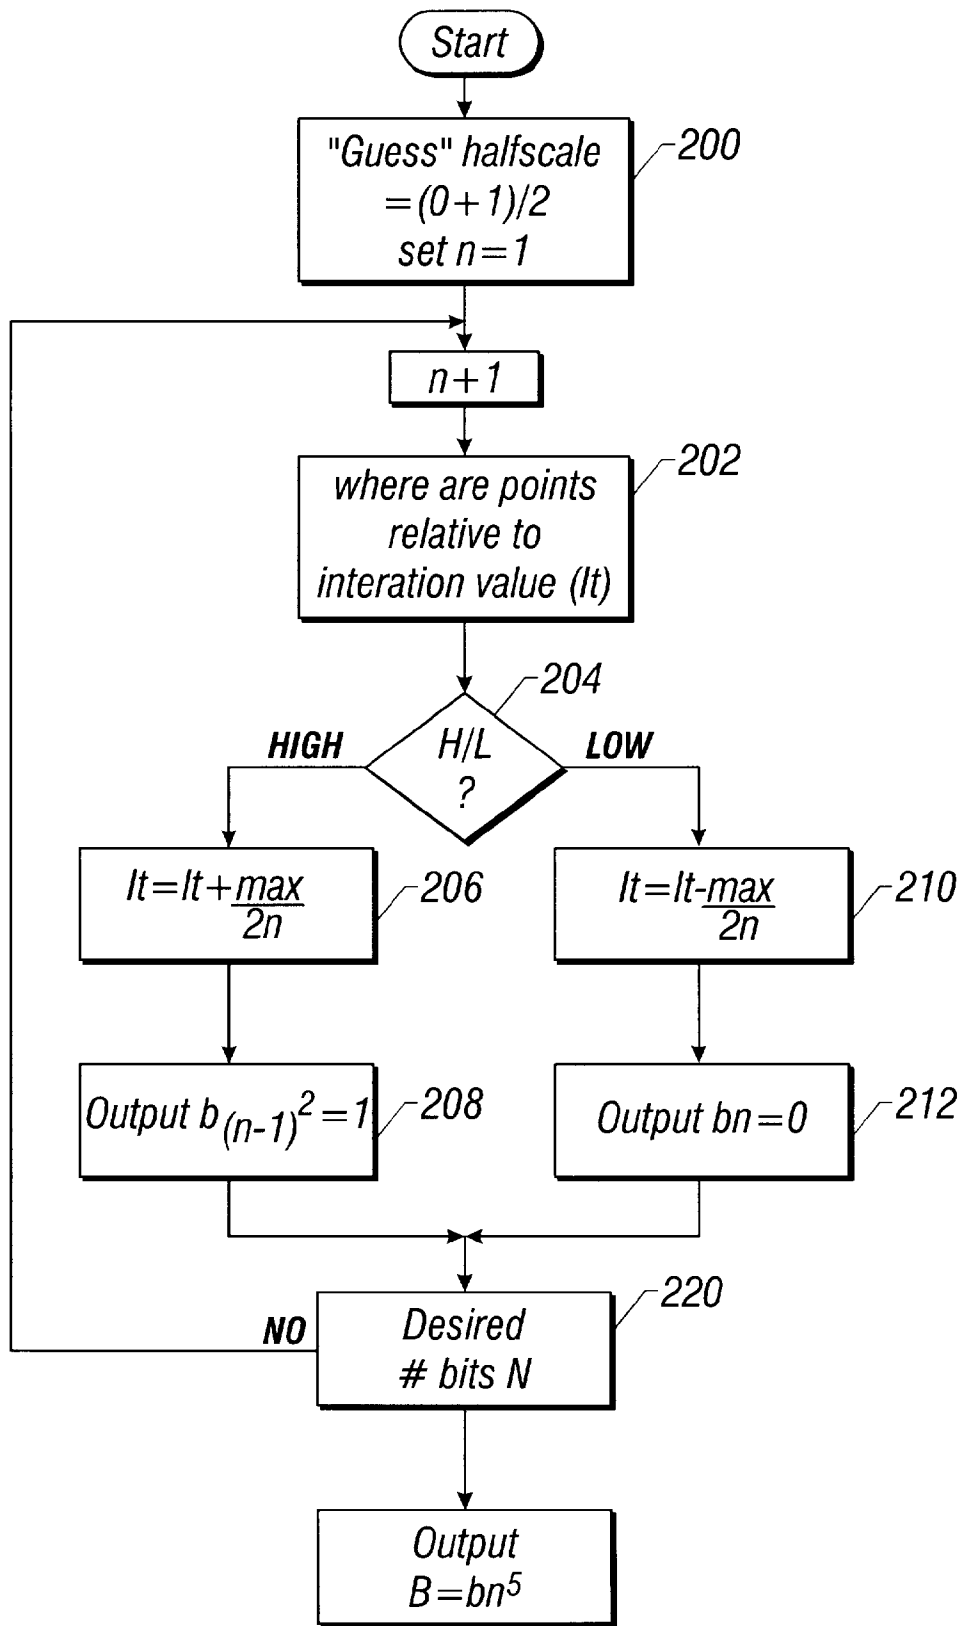 Start
"Guess" halfscale
=(0+1)/2
set n=1
200
n+1
202
where are points
relative to
interation value (It)
204
H/L
?
HIGH
LOW
It=It+max
2n
206
It=It-max
2n
210
Output b(n-1)²=1
208
Output bn=0
212
220
Desired
# bits N
NO
Output
B=bn⁵